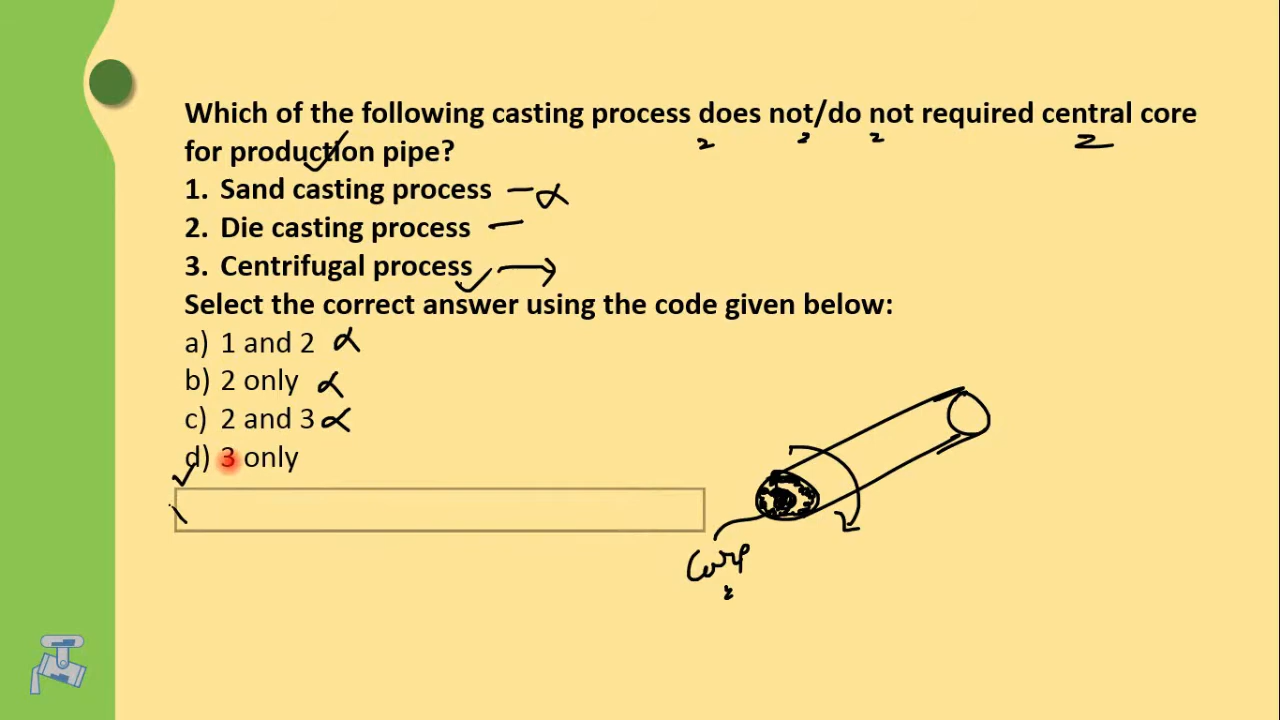 Which of the following casting process does not/do not required central core
for production pipe?
1. Sand casting process
2. Die casting process
3. Centrifugal process
Select the correct answer using the code given below:
a) 1 and 2
b) 2 only
c) 2 and 3
d) 3 only